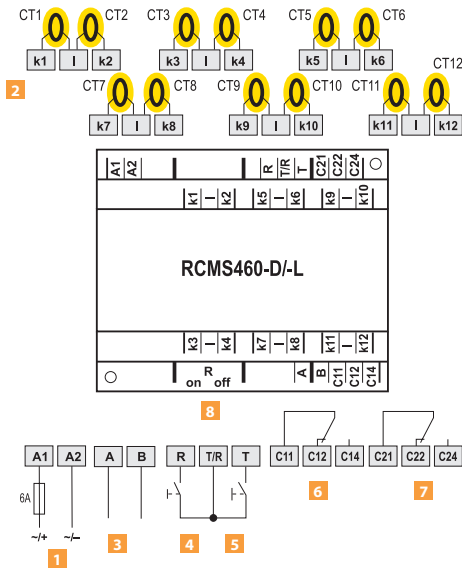 CT1 CT2 CT3 CT4 CT5 CT6
k1 l k2 k3 l k4 k5 l k6
2
CT7 CT8 CT9 CT10 CT11 CT12
k7 l k8 k9 l k10 k11 l k12
A1 A2 R T/R T C21 C22 C24
k1 l k2 k5 l k6 k9 l k10
RCMS460-D/-L
k3 l k4 k7 l k8 k11 l k12
R
on off
A B C11 C12 C14
8
A1 A2 A B R T/R T C11 C12 C14 C21 C22 C24
6A
6 7
~/+ ~/–
3 4 5
1